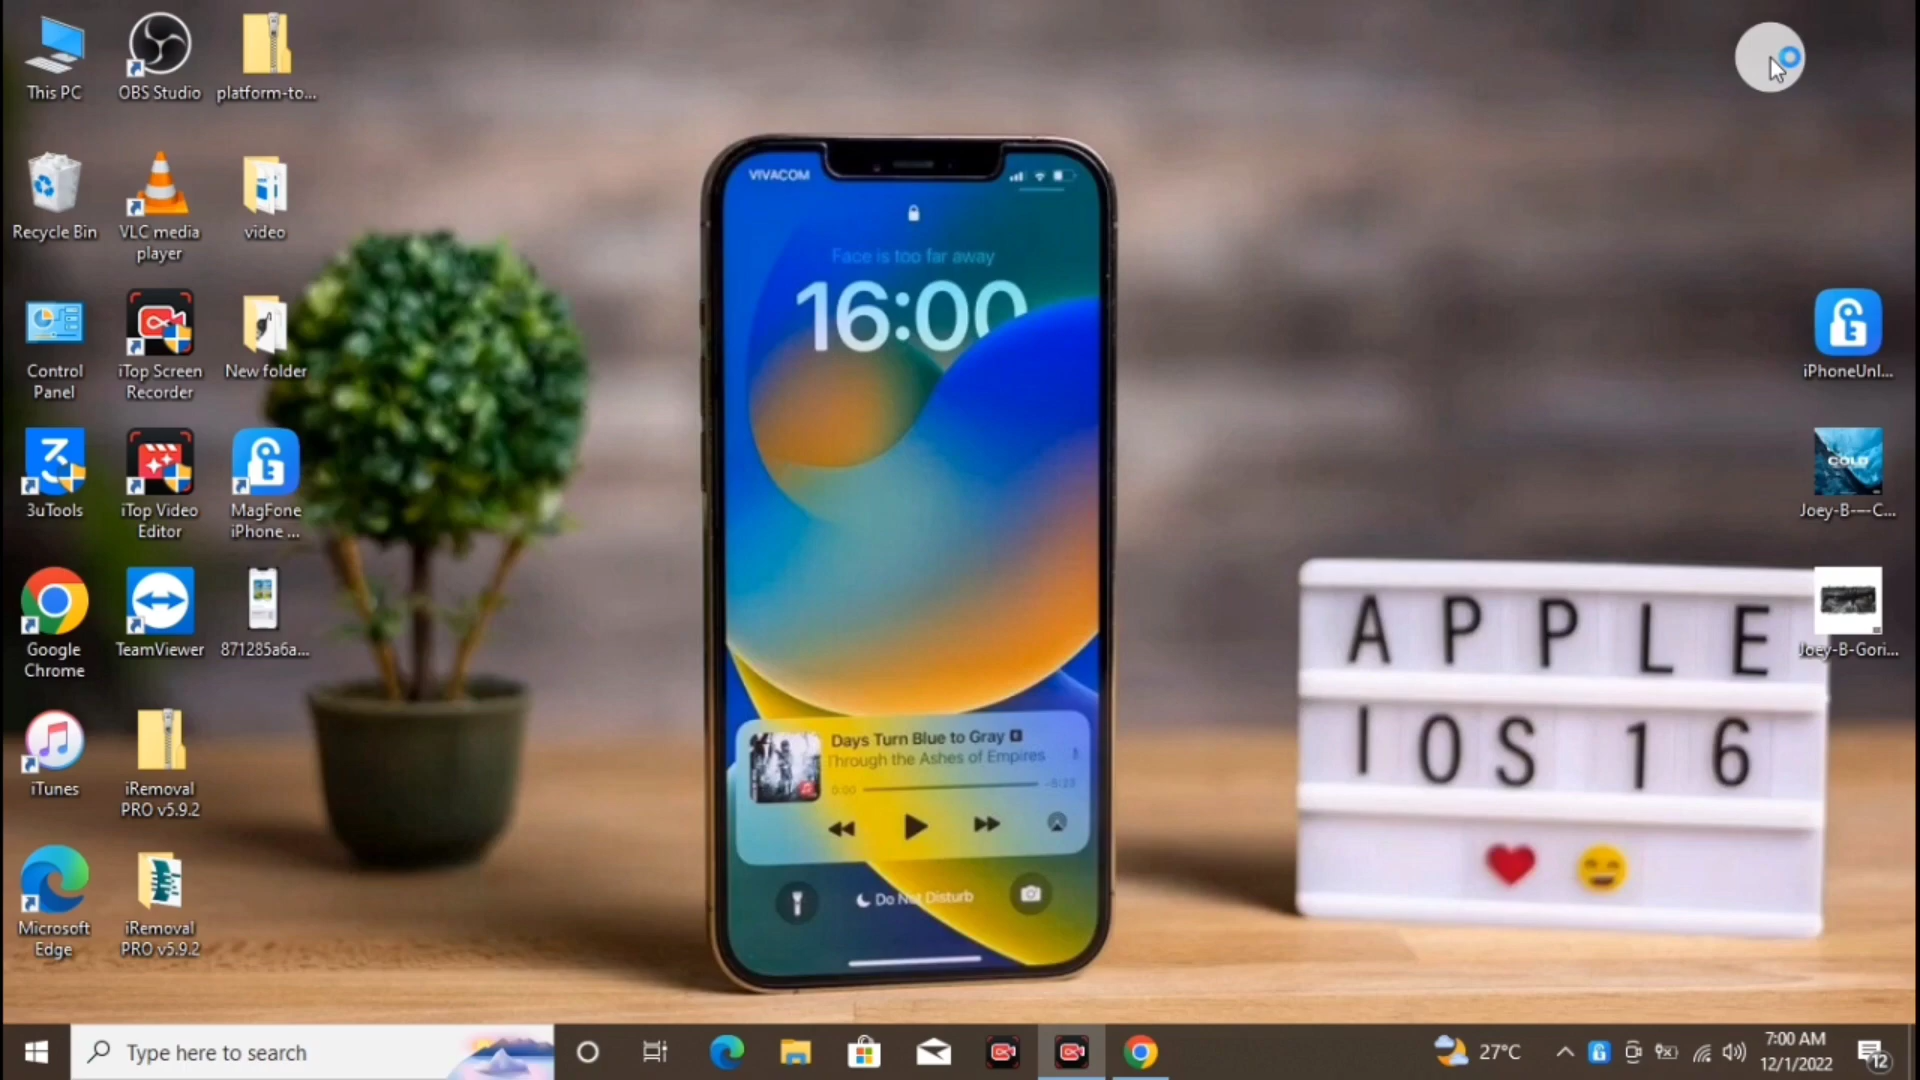 This PC
OBS Studio
platform-to...
Recycle Bin
VLC media
player
video
Control
Panel
iTop Screen
Recorder
New folder
3uTools
iTop Video
Editor
MagFone
iPhone ...
Google
Chrome
TeamViewer
871285a6a...
iTunes
iRemoval
PRO v5.9.2
Microsoft
Edge
iRemoval
PRO v5.9.2
VIVACOM
Face is too far away
16:00
Days Turn Blue to Gray
Through the Ashes of Empires
0:00
Do Not Disturb
iPhoneUnl...
COLD
Joey-B-—-C...
Joey-B-Gori...
APPLE
IOS 16
Type here to search
27°C
7:00 AM
12/1/2022
12